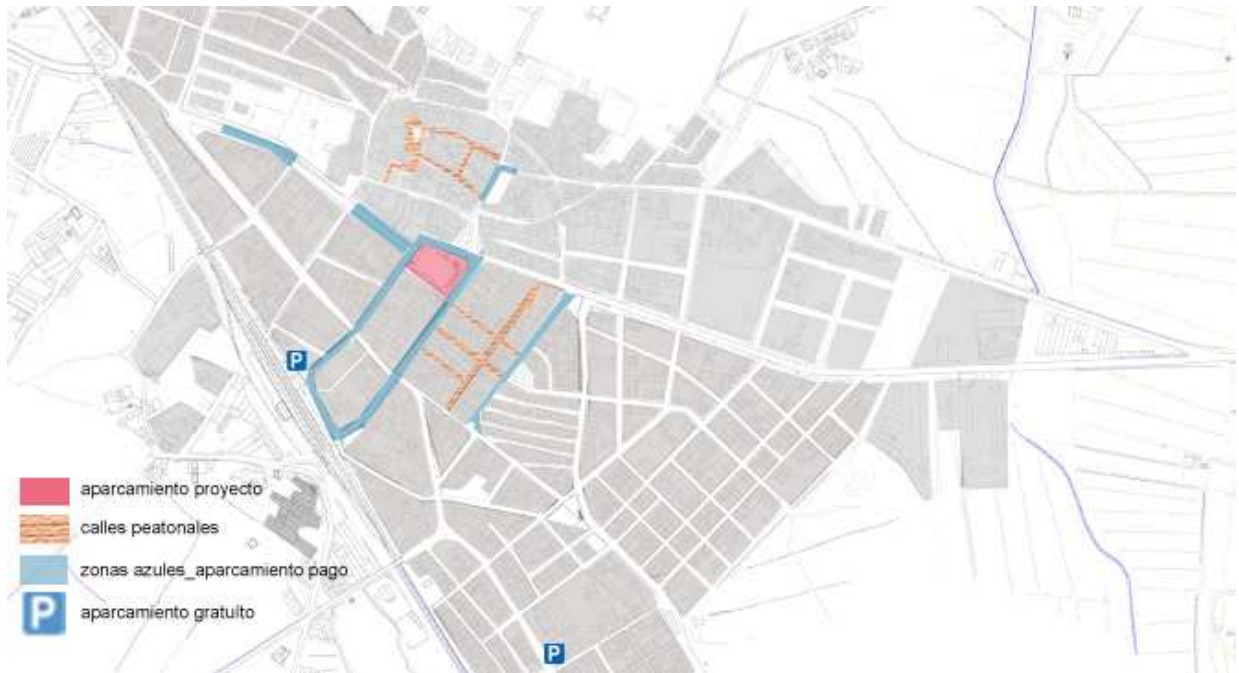 P
aparcamiento proyecto
calles peatonales
zonas azules_aparcamiento pago
P aparcamiento gratuIto
P